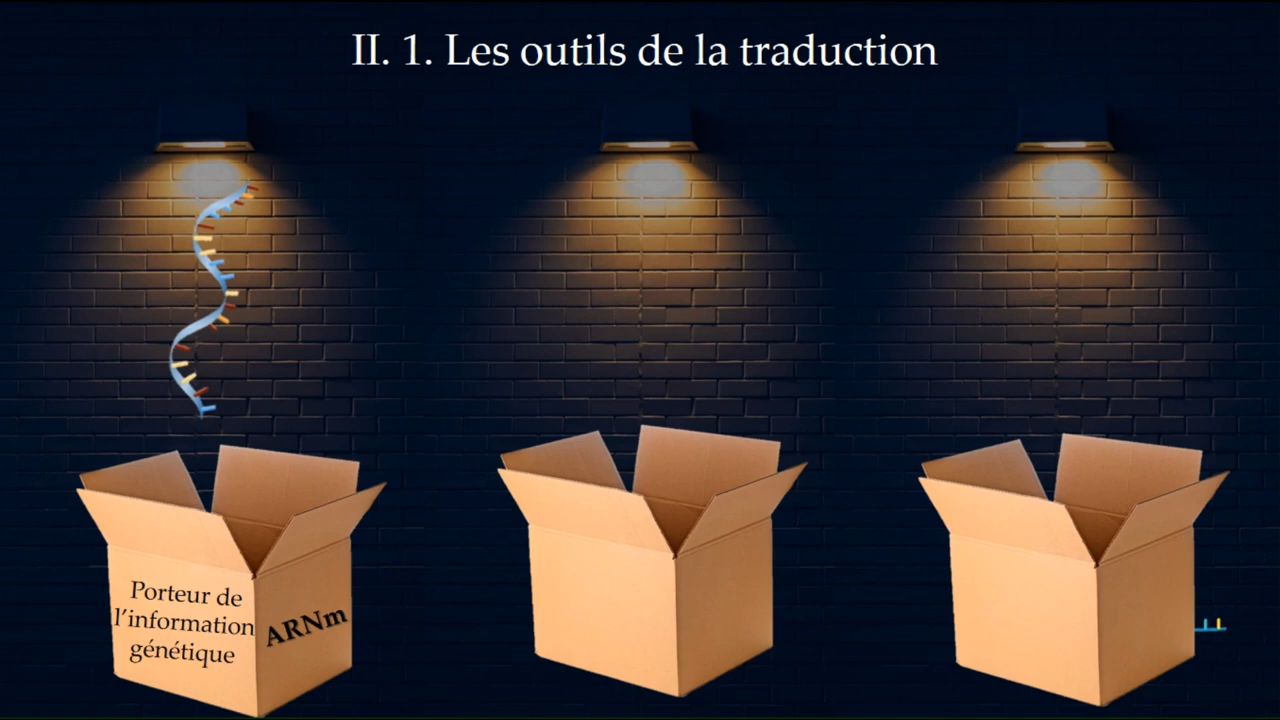 II. 1. Les outils de la traduction
Porteur de
l’information
génétique
ARNm